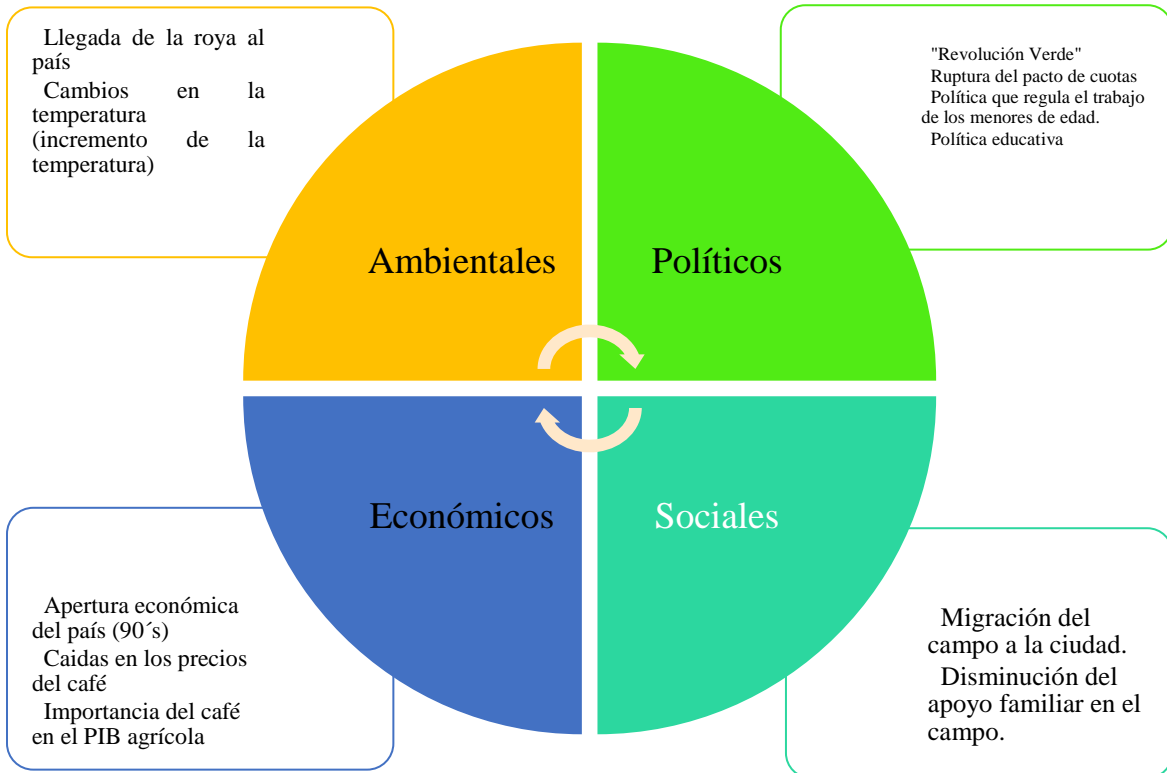 Llegada de la roya al
país
Cambios en la
temperatura
(incremento de la
temperatura)
"Revolución Verde"
Ruptura del pacto de cuotas
Política que regula el trabajo
de los menores de edad.
Política educativa
Ambientales
Políticos
Económicos
Sociales
Apertura económica
del país (90´s)
Caidas en los precios
del café
Importancia del café
en el PIB agrícola
Migración del
campo a la ciudad.
Disminución del
apoyo familiar en el
campo.